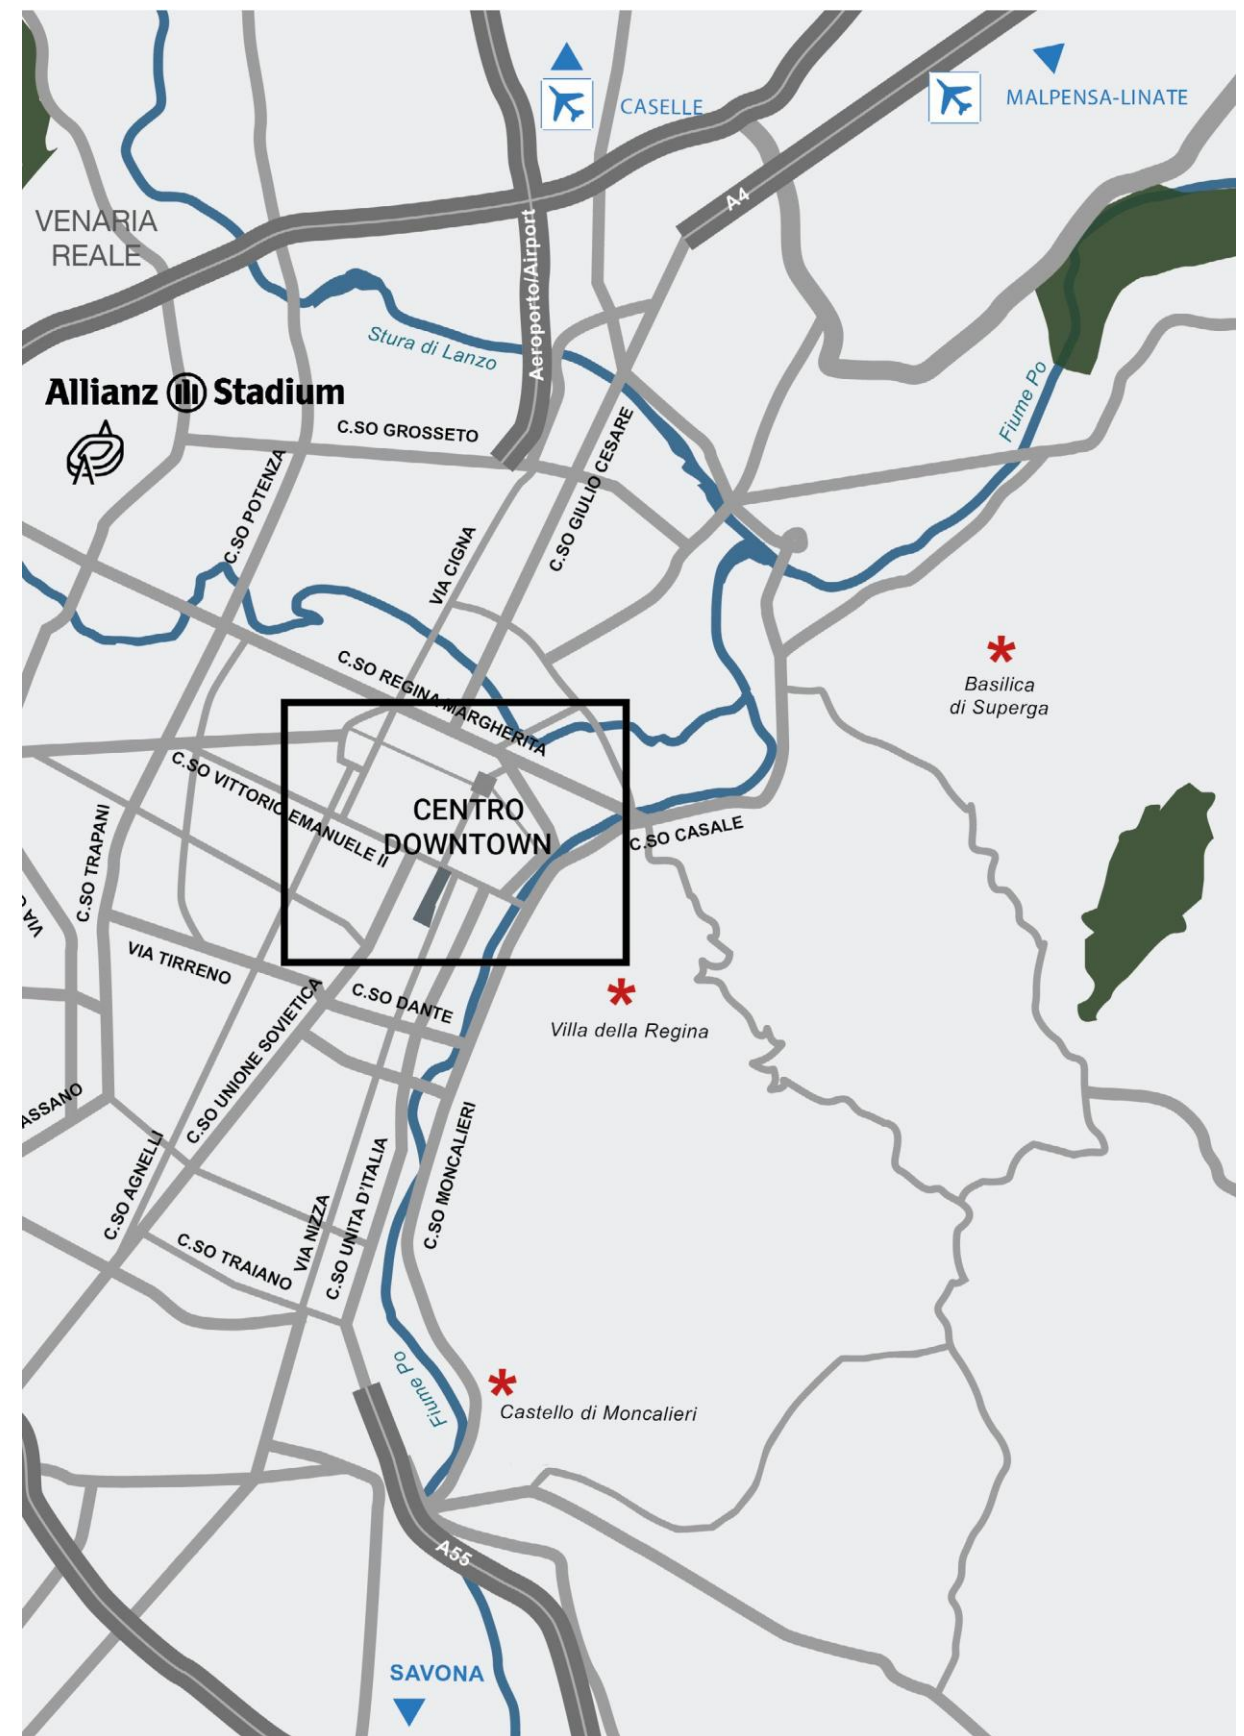 CASELLE
MALPENSA-LINATE
A4
VENARIA
REALE
Aeroporto/Airport
Stura di Lanzo
Fiume Po
Allianz Stadium
C.SO GROSSETO
C.SO POTENZA
C.SO GIULIO CESARE
VIA CIGNA
C.SO REGINA MARGHERITA
Basilica
di Superga
C.SO VITTORIO EMANUELE II
CENTRO
DOWNTOWN
C.SO CASALE
C.SO TRAPANI
VIA
VIA TIRRENO
C.SO DANTE
Villa della Regina
C.SO UNIONE SOVIETICA
ASSANO
C.SO AGNELLI
C.SO MONCALIERI
C.SO UNITA D'ITALIA
VIA NIZZA
C.SO TRAIANO
Fiume Po
Castello di Moncalieri
A55
SAVONA